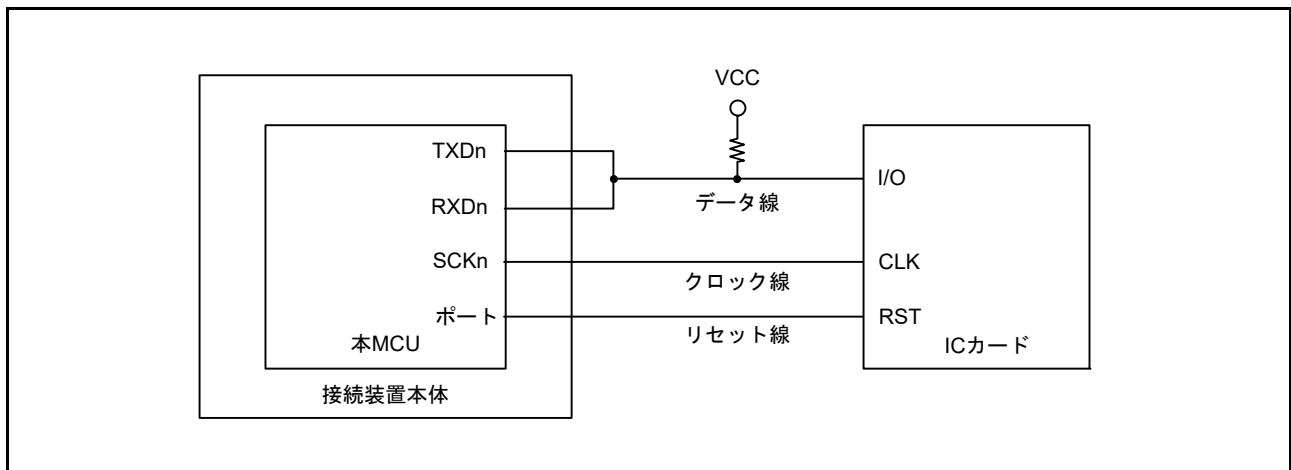 VCC
TXDn
I/O
データ線
RXDn
SCKn
CLK
クロック線
ポート
RST
リセット線
本MCU
ICカード
接続装置本体